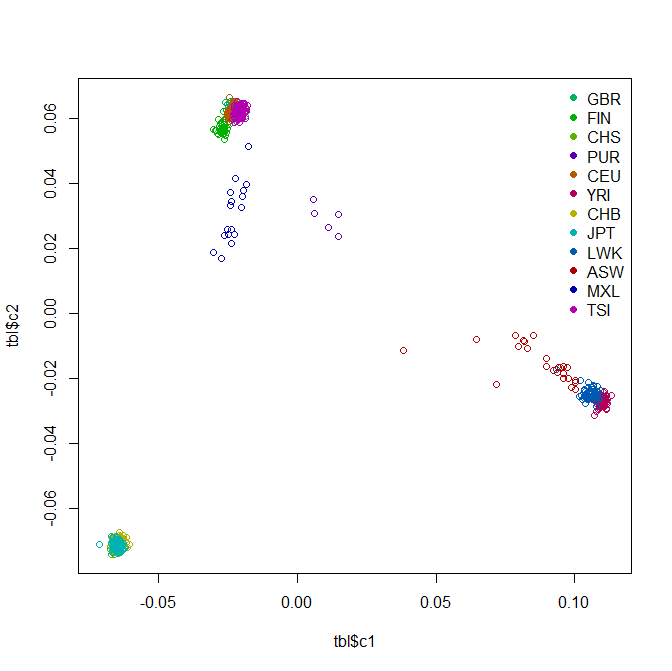 GBR
FIN
CHS
PUR
CEU
YRI
CHB
JPT
LWK
ASW
MXL
TSI
0.06
0.04
0.02
0.00
-0.02
-0.04
-0.06
tbl$c2
-0.05
0.00
0.05
0.10
tbl$c1